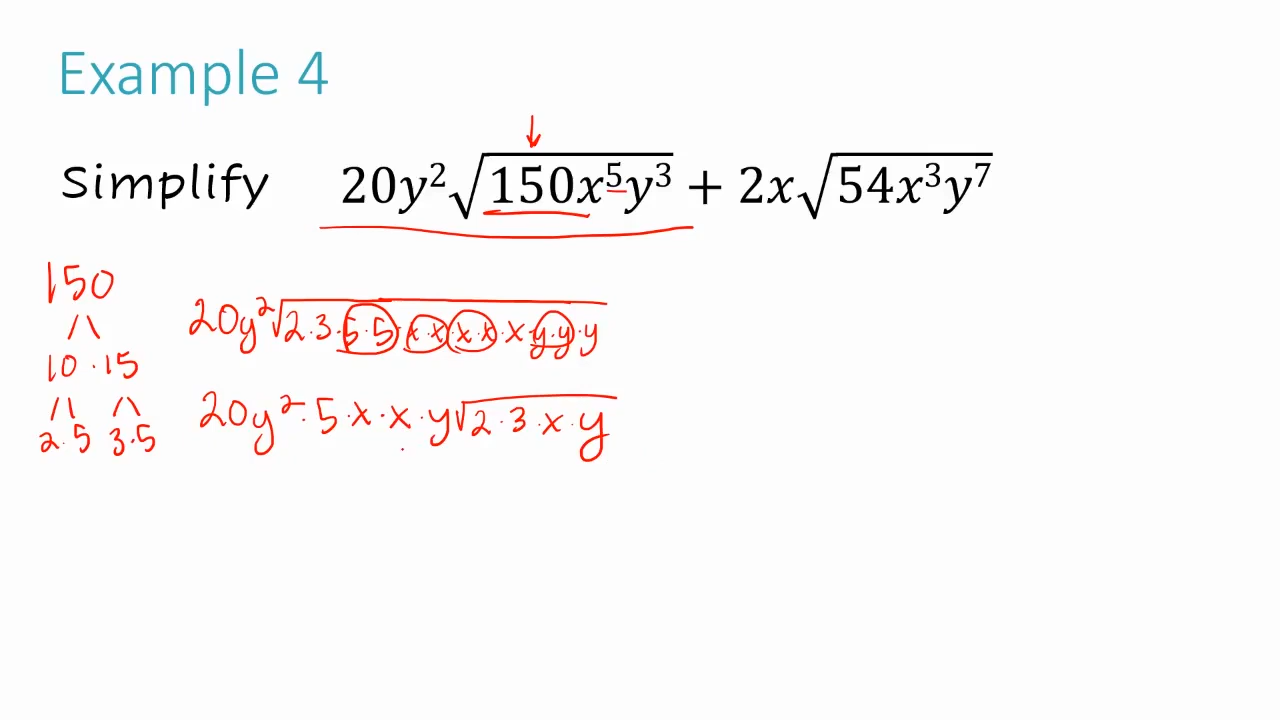 Example 4
Simplify 20y²√(150x⁵y³) + 2x√(54x³y⁷)
150
10 · 15
2 · 5 3 · 5
20y²√(2 · 3 · 5 · 5 · x · x · x · x · x · y · y · y)
20y² · 5 · x · x · y√(2 · 3 · x · y)